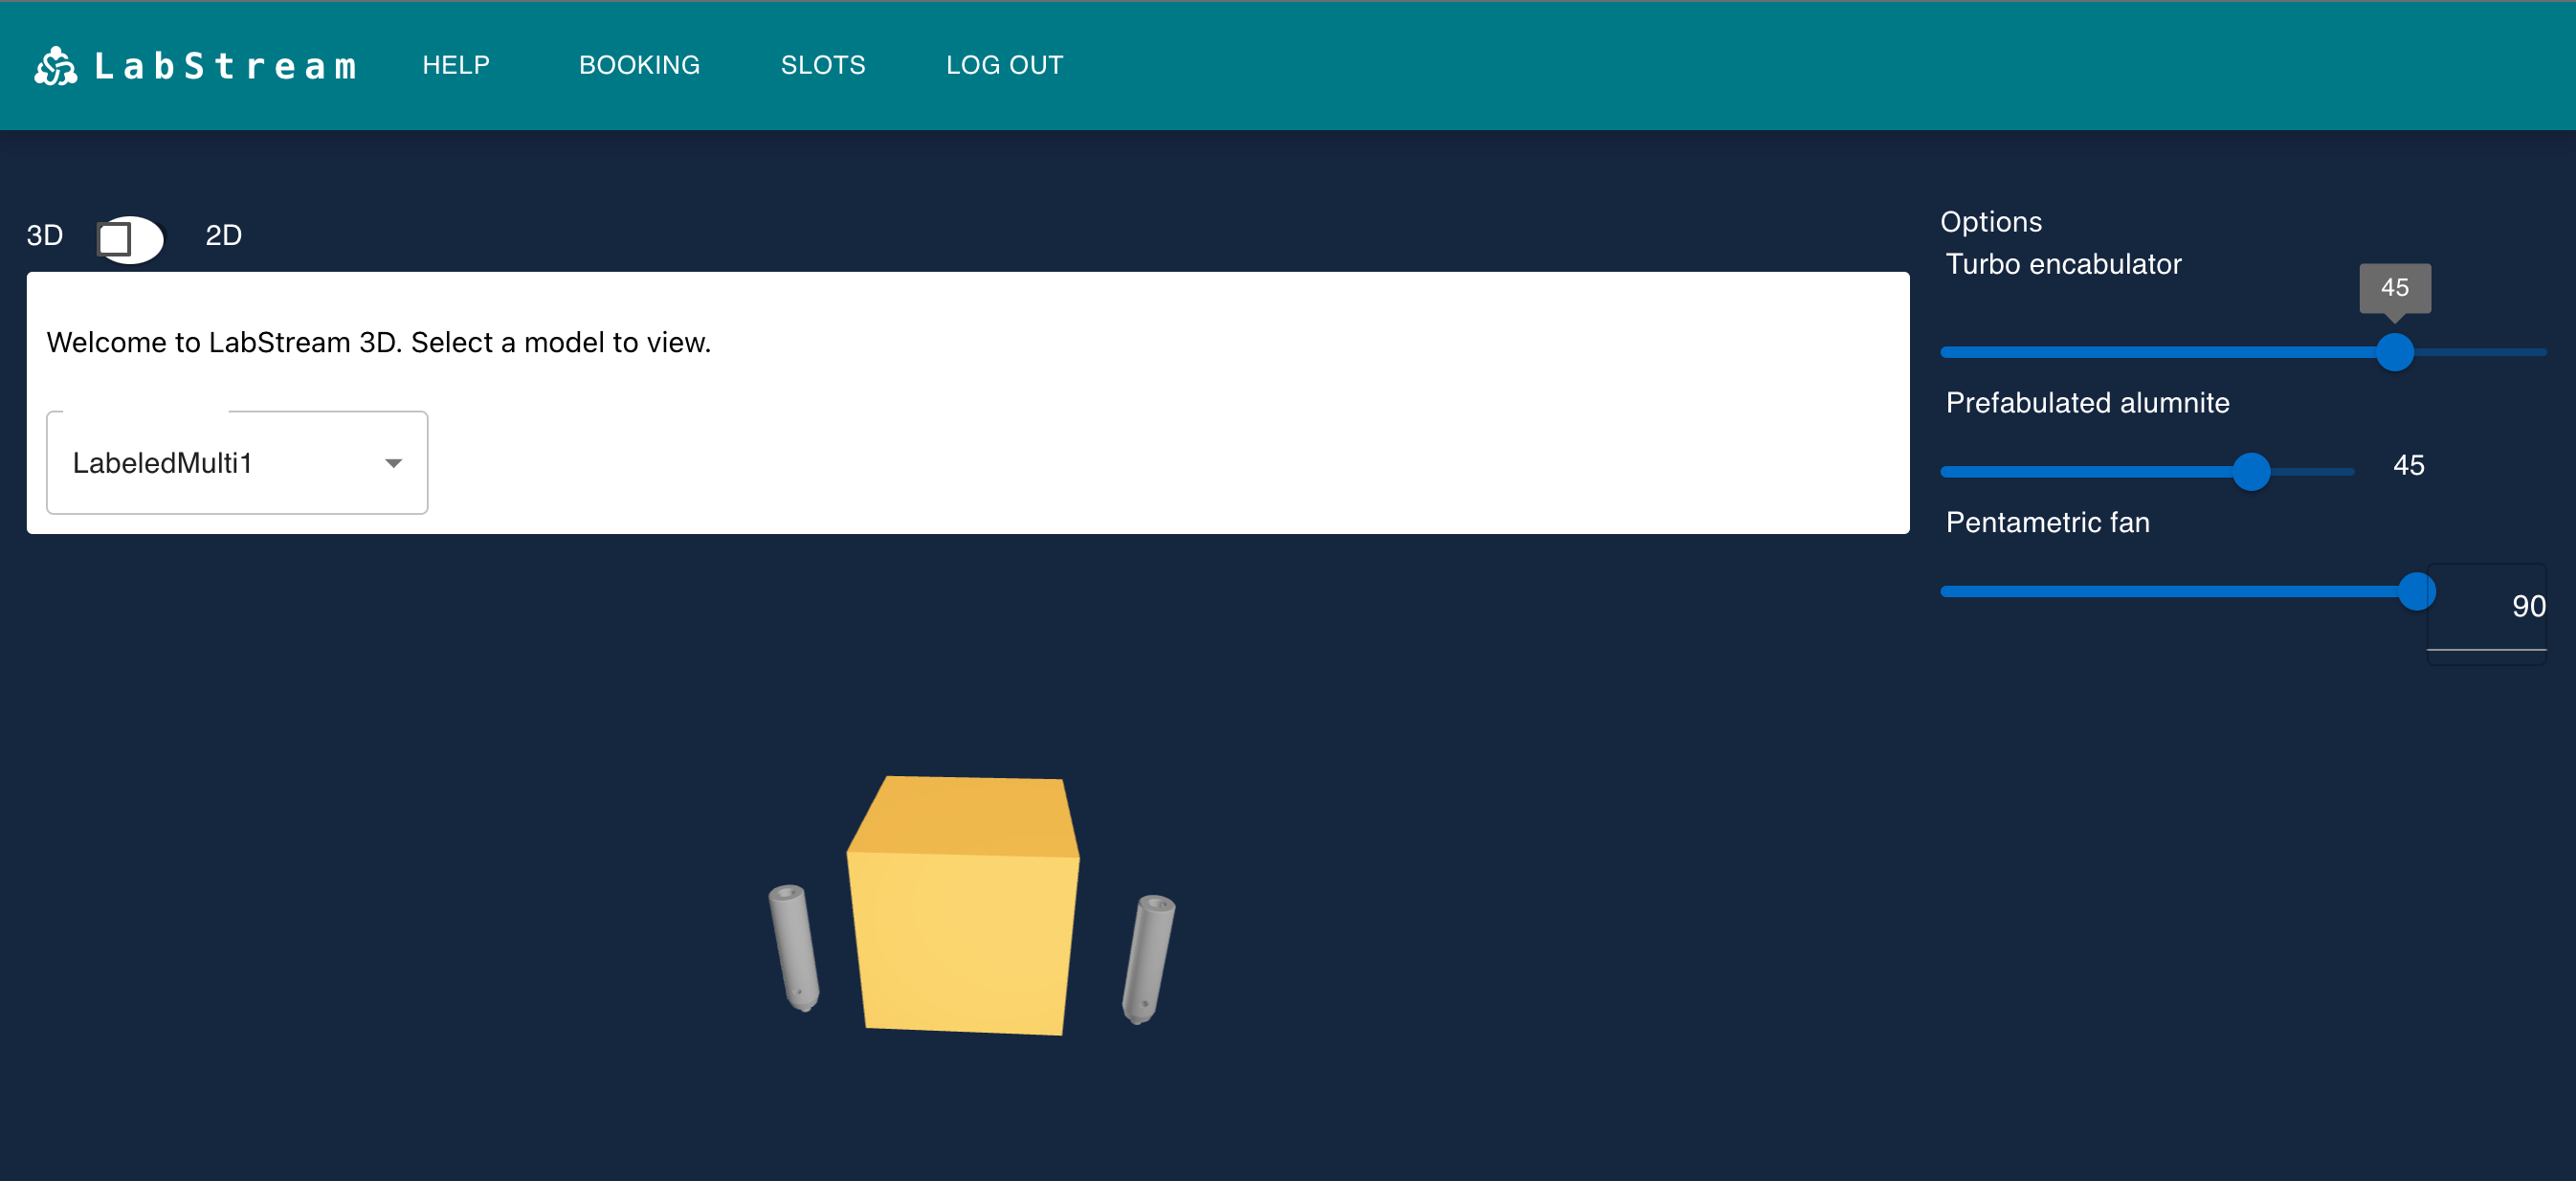 LabStream HELP BOOKING SLOTS LOG OUT
3D 2D
Welcome to LabStream 3D. Select a model to view.
LabeledMulti1
Options
Turbo encabulator
45
Prefabulated alumnite
45
Pentametric fan
90